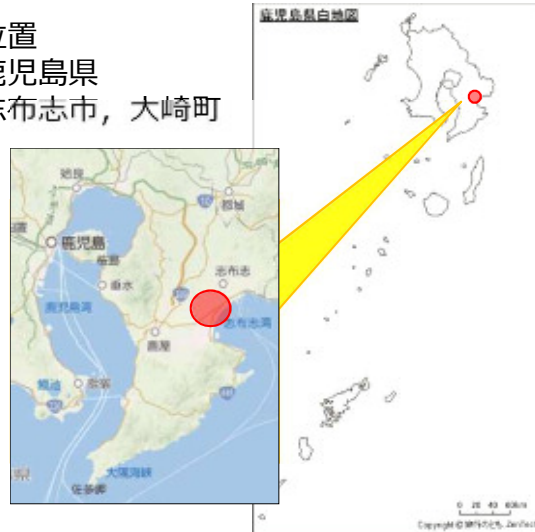 位置
鹿児島県
志布志市，大崎町
鹿児島県白地図
姶良
都城
鹿児島
桜島
垂水
志布志
鹿児島湾
志布志湾
鹿屋
指宿
大隅海峡
佐多岬
0 20 40 60km